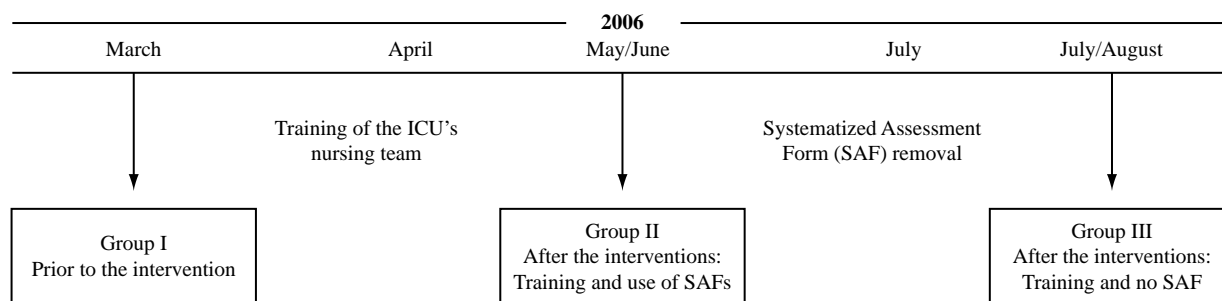 2006
March April May/June July July/August
Training of the ICU's
nursing team
Systematized Assessment
Form (SAF) removal
Group I
Prior to the intervention
Group II
After the interventions:
Training and use of SAFs
Group III
After the interventions:
Training and no SAF